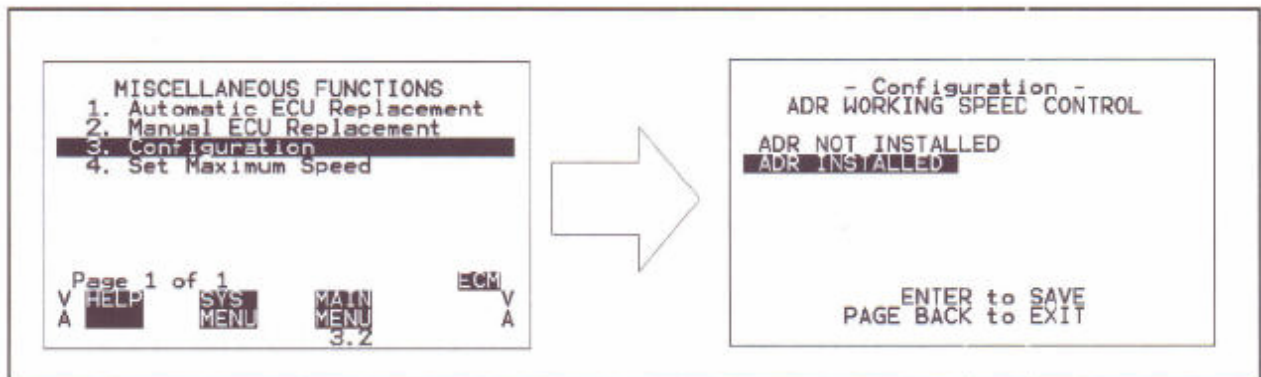 MISCELLANEOUS FUNCTIONS
1. Automatic ECU Replacement
2. Manual ECU Replacement
3. Configuration
4. Set Maximum Speed
Page 1 of 1 ECM
V HELP SYS MAIN V
A MENU MENU A
3.2
- Configuration -
ADR WORKING SPEED CONTROL
ADR NOT INSTALLED
ADR INSTALLED
ENTER to SAVE
PAGE BACK to EXIT